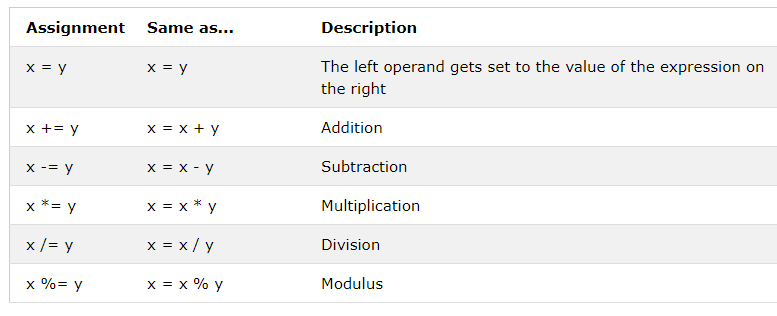 Assignment Same as... Description
x = y x = y The left operand gets set to the value of the expression on
the right
x += y x = x + y Addition
x -= y x = x - y Subtraction
x *= y x = x * y Multiplication
x /= y x = x / y Division
x %= y x = x % y Modulus